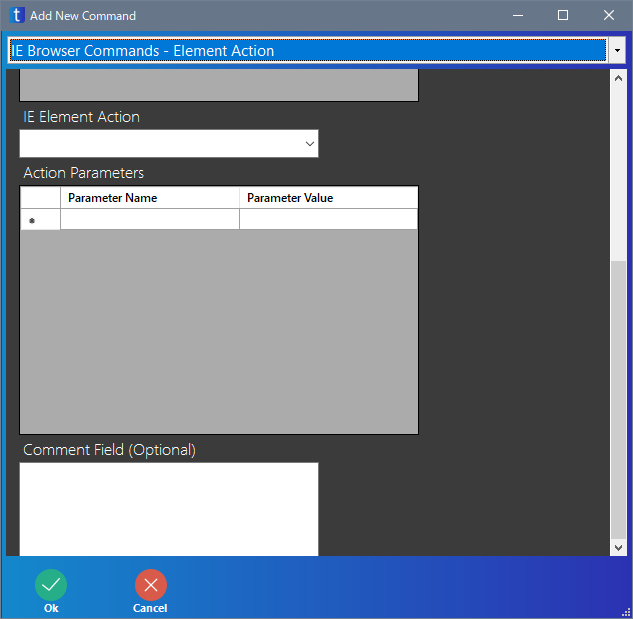 t Add New Command
IE Browser Commands - Element Action
IE Element Action
Action Parameters
Parameter Name Parameter Value
*
Comment Field (Optional)
Ok Cancel